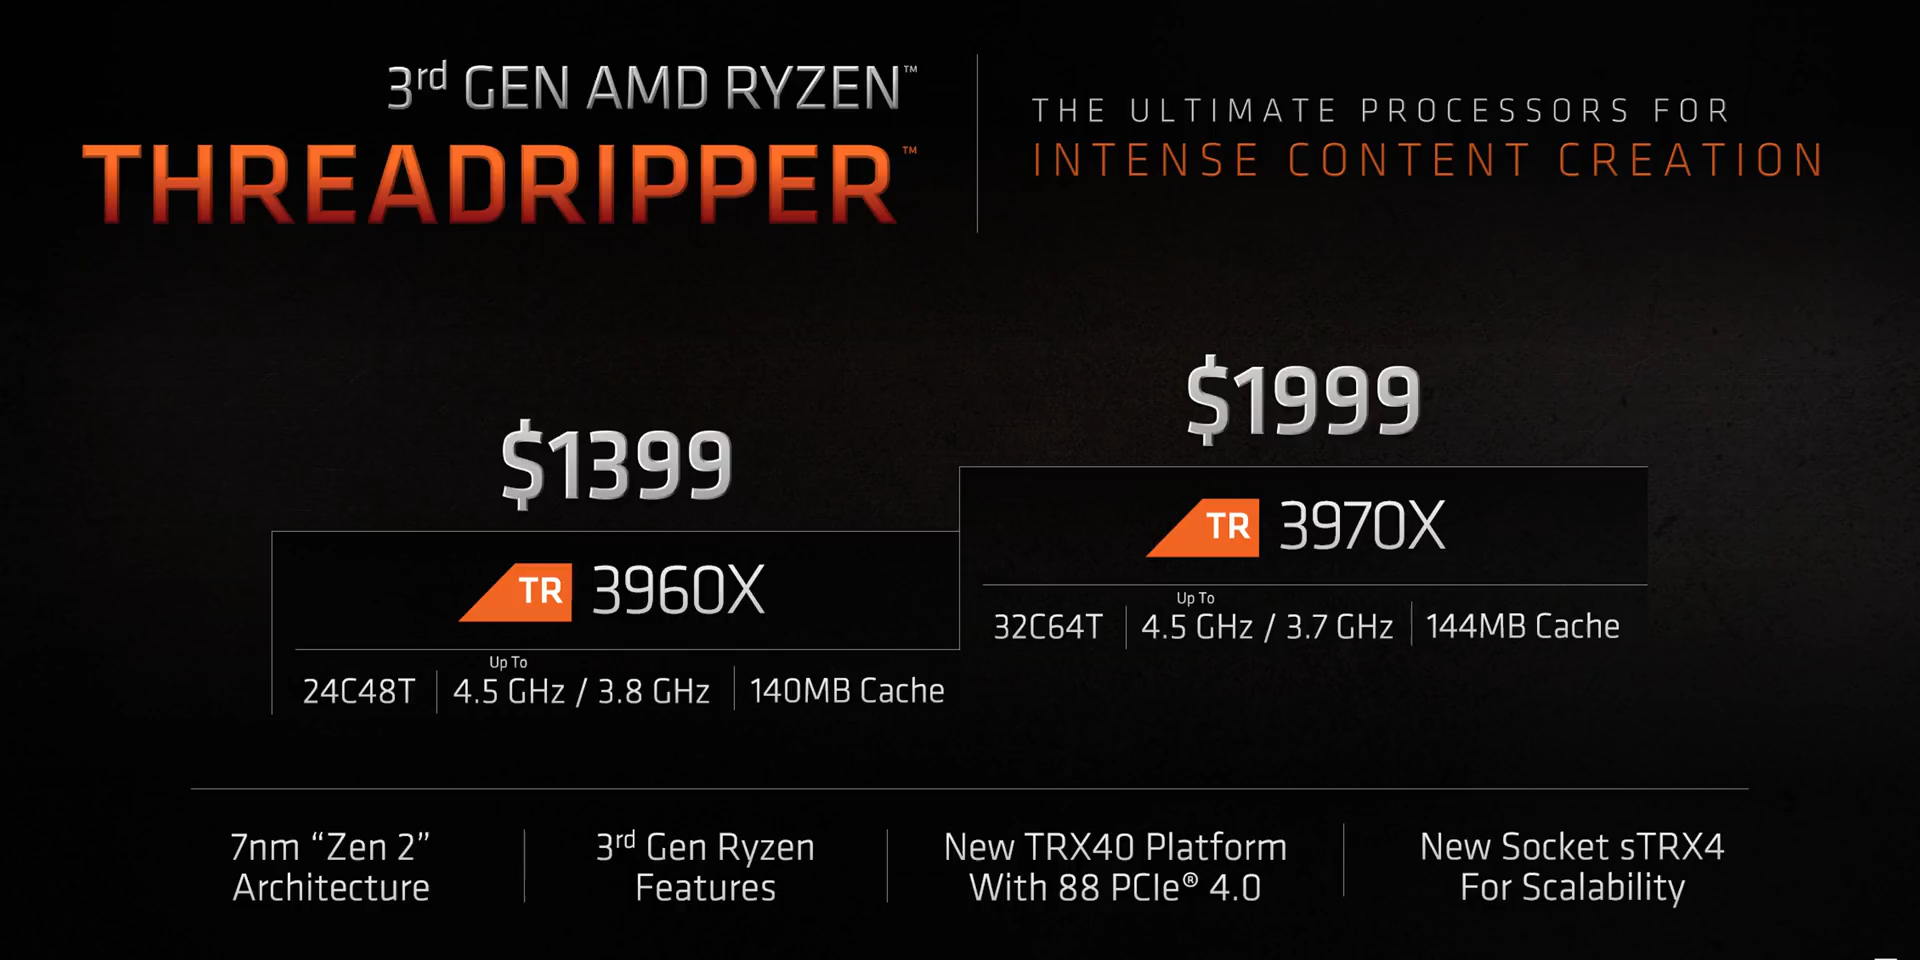 3rd GEN AMD RYZEN™
THREADRIPPER™
THE ULTIMATE PROCESSORS FOR
INTENSE CONTENT CREATION
$1399
TR 3960X
24C48T | Up To 4.5 GHz / 3.8 GHz | 140MB Cache
$1999
TR 3970X
32C64T | Up To 4.5 GHz / 3.7 GHz | 144MB Cache
7nm “Zen 2”
Architecture
3rd Gen Ryzen
Features
New TRX40 Platform
With 88 PCIe® 4.0
New Socket sTRX4
For Scalability